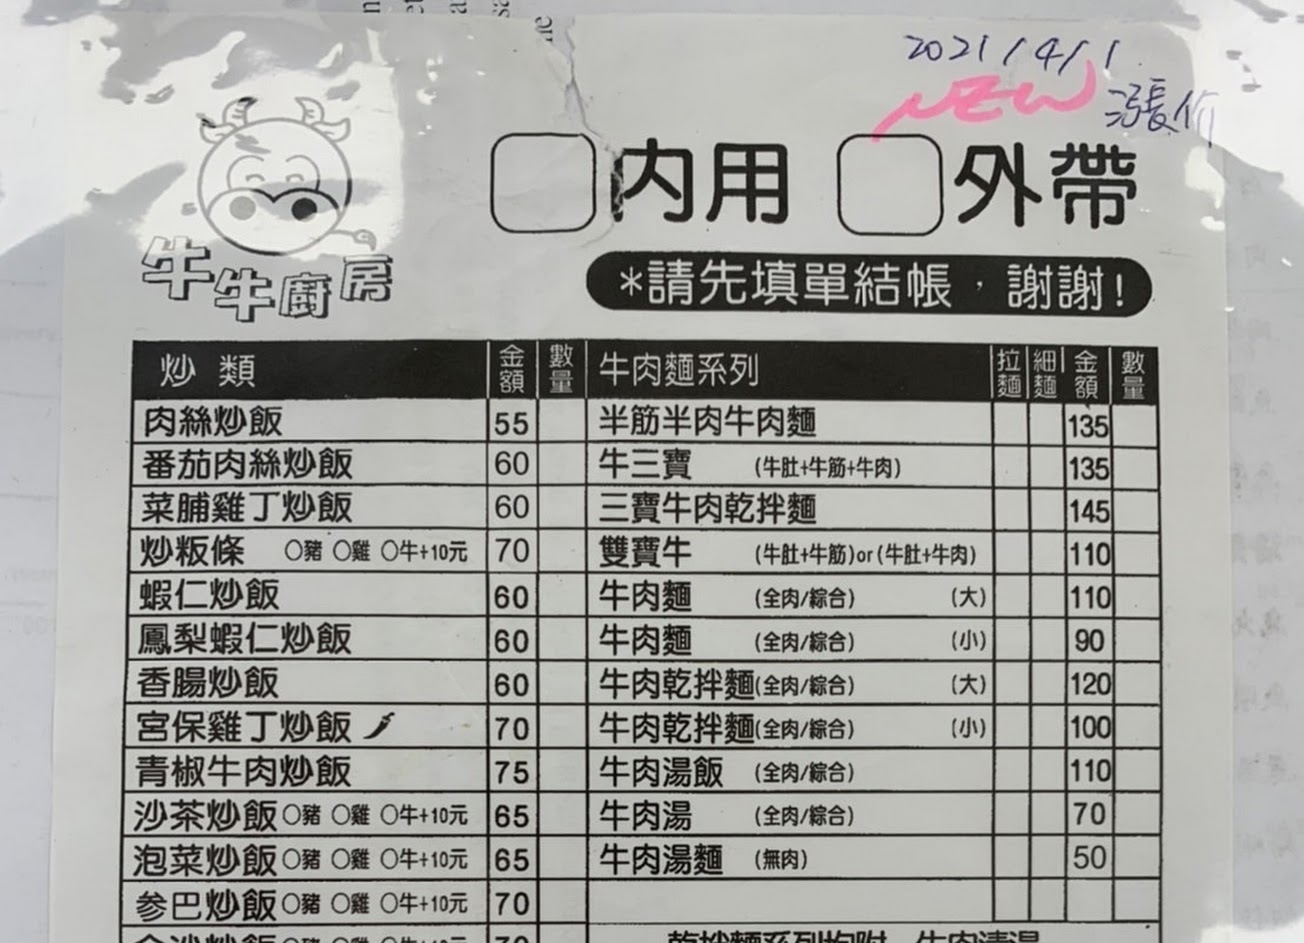 2021/4/1
NEW 漲价
內用 外帶
牛牛廚房
*請先填單結帳,謝謝!
炒類 金額 數量 牛肉麵系列 拉麵 細麵 金額 數量
肉絲炒飯 55 半筋半肉牛肉麵 135
番茄肉絲炒飯 60 牛三寶 (牛肚+牛筋+牛肉) 135
菜脯雞丁炒飯 60 三寶牛肉乾拌麵 145
炒粄條 ○豬 ○雞 ○牛+10元 70 雙寶牛 (牛肚+牛筋)or(牛肚+牛肉) 110
蝦仁炒飯 60 牛肉麵 (全肉/綜合) (大) 110
鳳梨蝦仁炒飯 60 牛肉麵 (全肉/綜合) (小) 90
香腸炒飯 60 牛肉乾拌麵(全肉/綜合) (大) 120
宮保雞丁炒飯 70 牛肉乾拌麵(全肉/綜合) (小) 100
青椒牛肉炒飯 75 牛肉湯飯 (全肉/綜合) 110
沙茶炒飯○豬 ○雞 ○牛+10元 65 牛肉湯 (全肉/綜合) 70
泡菜炒飯○豬 ○雞 ○牛+10元 65 牛肉湯麵 (無肉) 50
參巴炒飯○豬 ○雞 ○牛+10元 70